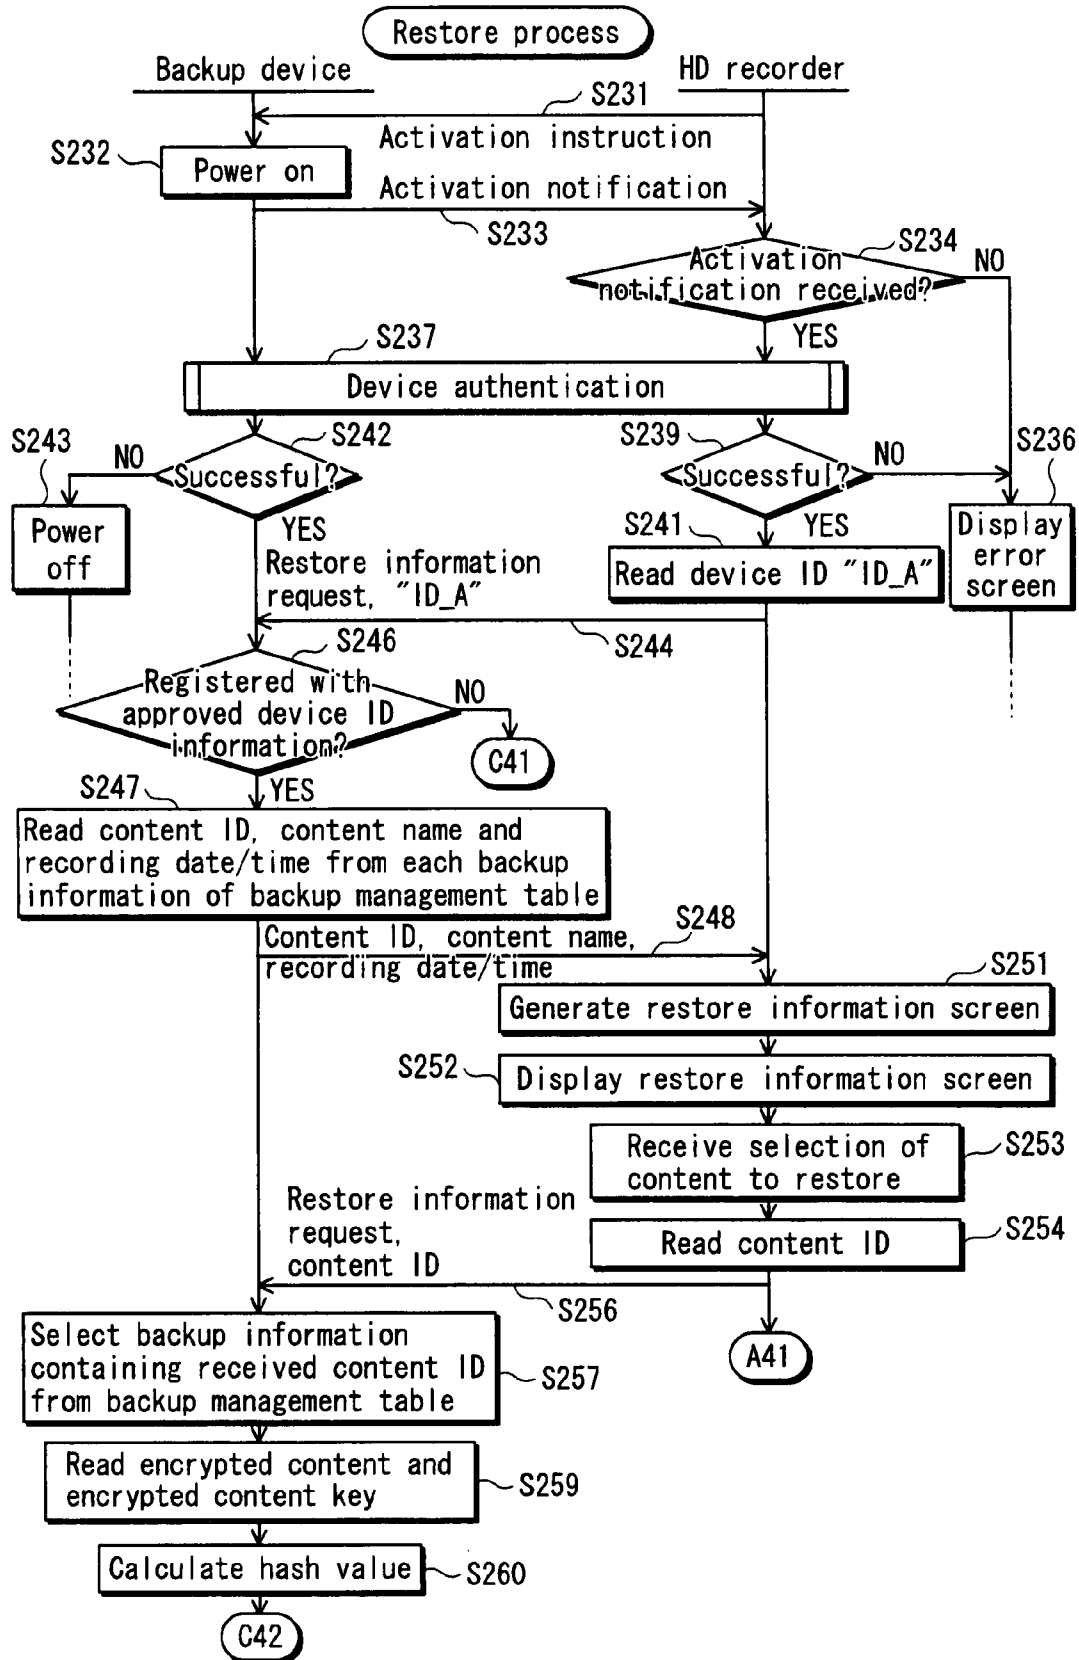 Restore process
Backup device
HD recorder
S231
Activation instruction
S232
Power on
Activation notification
S233
S234
Activation
notification received?
NO
YES
S237
Device authentication
S243
NO
S242
Successful?
YES
S239
Successful?
NO
YES
S236
Display
error
screen
Power
off
S241
Read device ID "ID_A"
Restore information
request, "ID_A"
S244
S246
Registered with
approved device ID
information?
NO
C41
YES
S247
Read content ID, content name and
recording date/time from each backup
information of backup management table
Content ID, content name,
recording date/time
S248
S251
Generate restore information screen
S252
Display restore information screen
Receive selection of
content to restore
S253
Read content ID
S254
Restore information
request,
content ID
S256
A41
Select backup information
containing received content ID
from backup management table
S257
Read encrypted content and
encrypted content key
S259
Calculate hash value
S260
C42